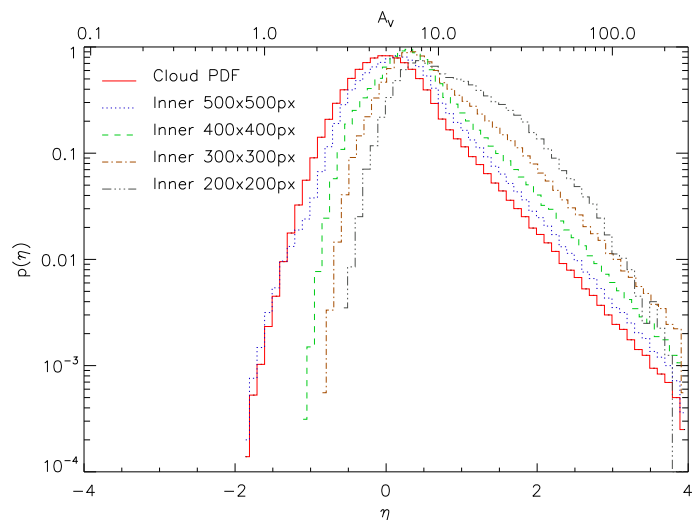 A_v
0.1 1.0 10.0 100.0
1
0.1
0.01
10^-3
10^-4
p(η)
Cloud PDF
Inner 500x500px
Inner 400x400px
Inner 300x300px
Inner 200x200px
-4 -2 0 2 4
η